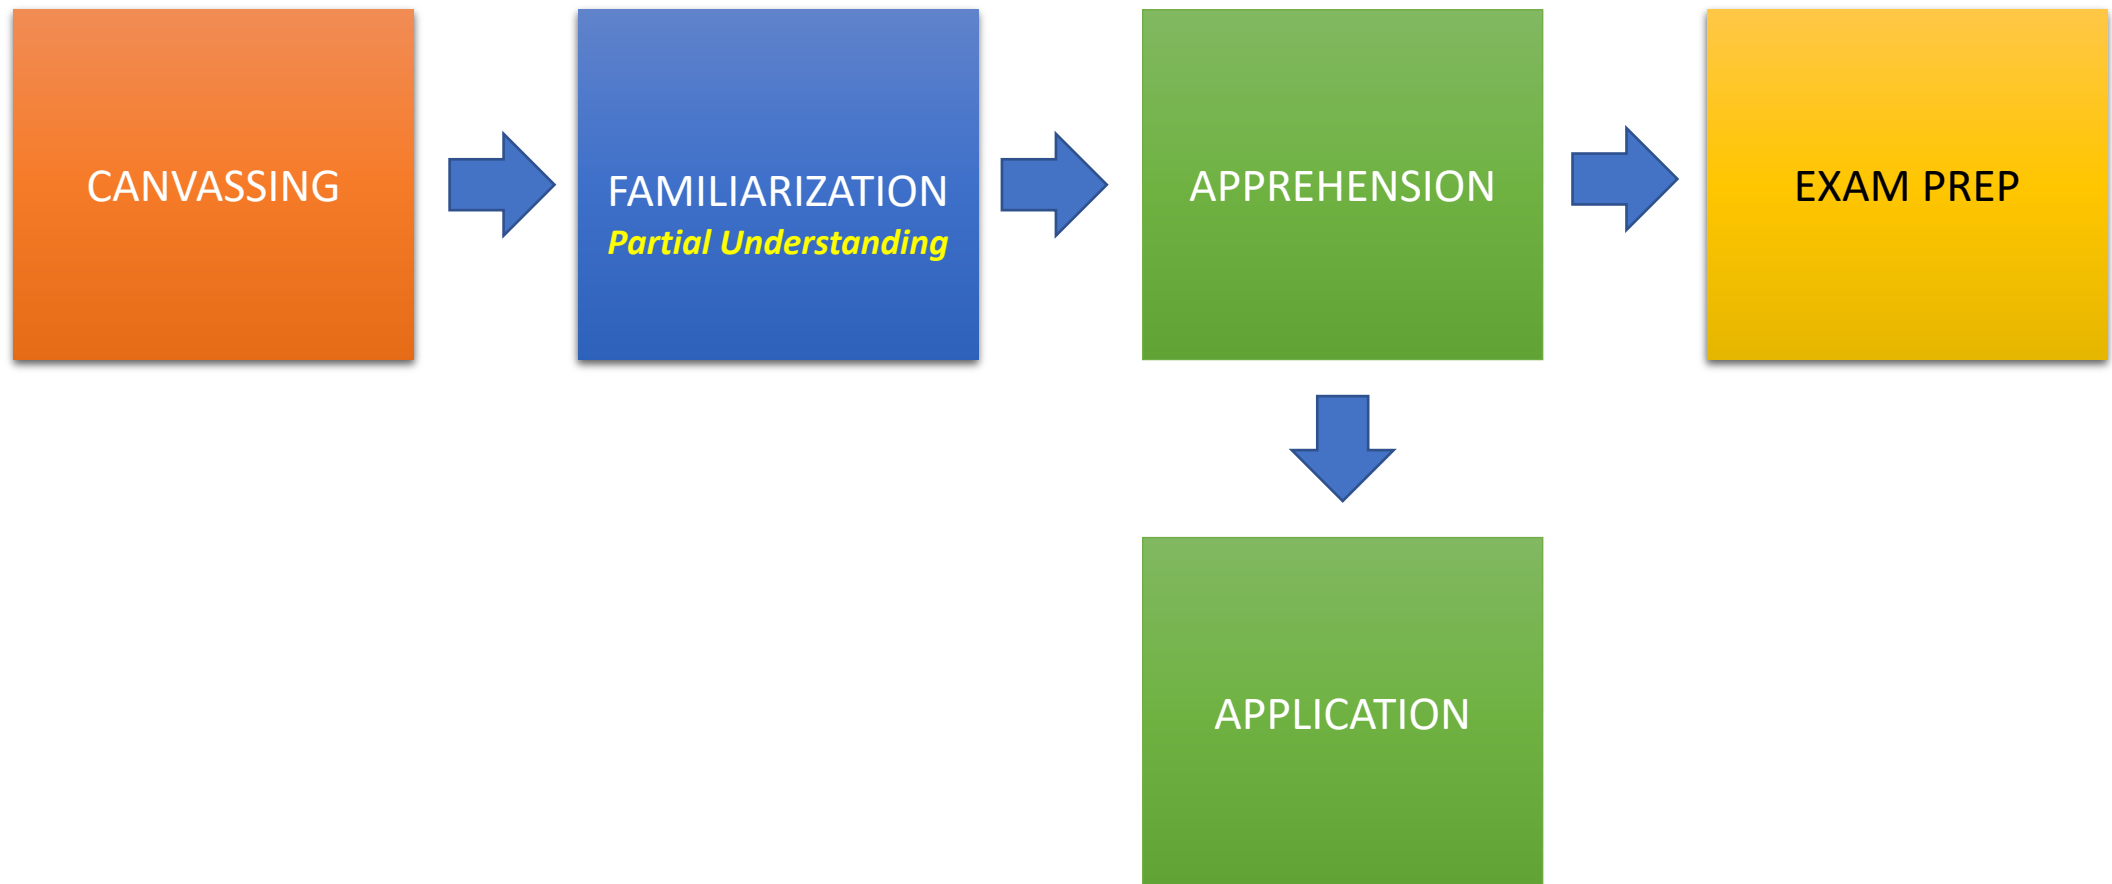 CANVASSING
FAMILIARIZATION
Partial Understanding
APPREHENSION
EXAM PREP
APPLICATION